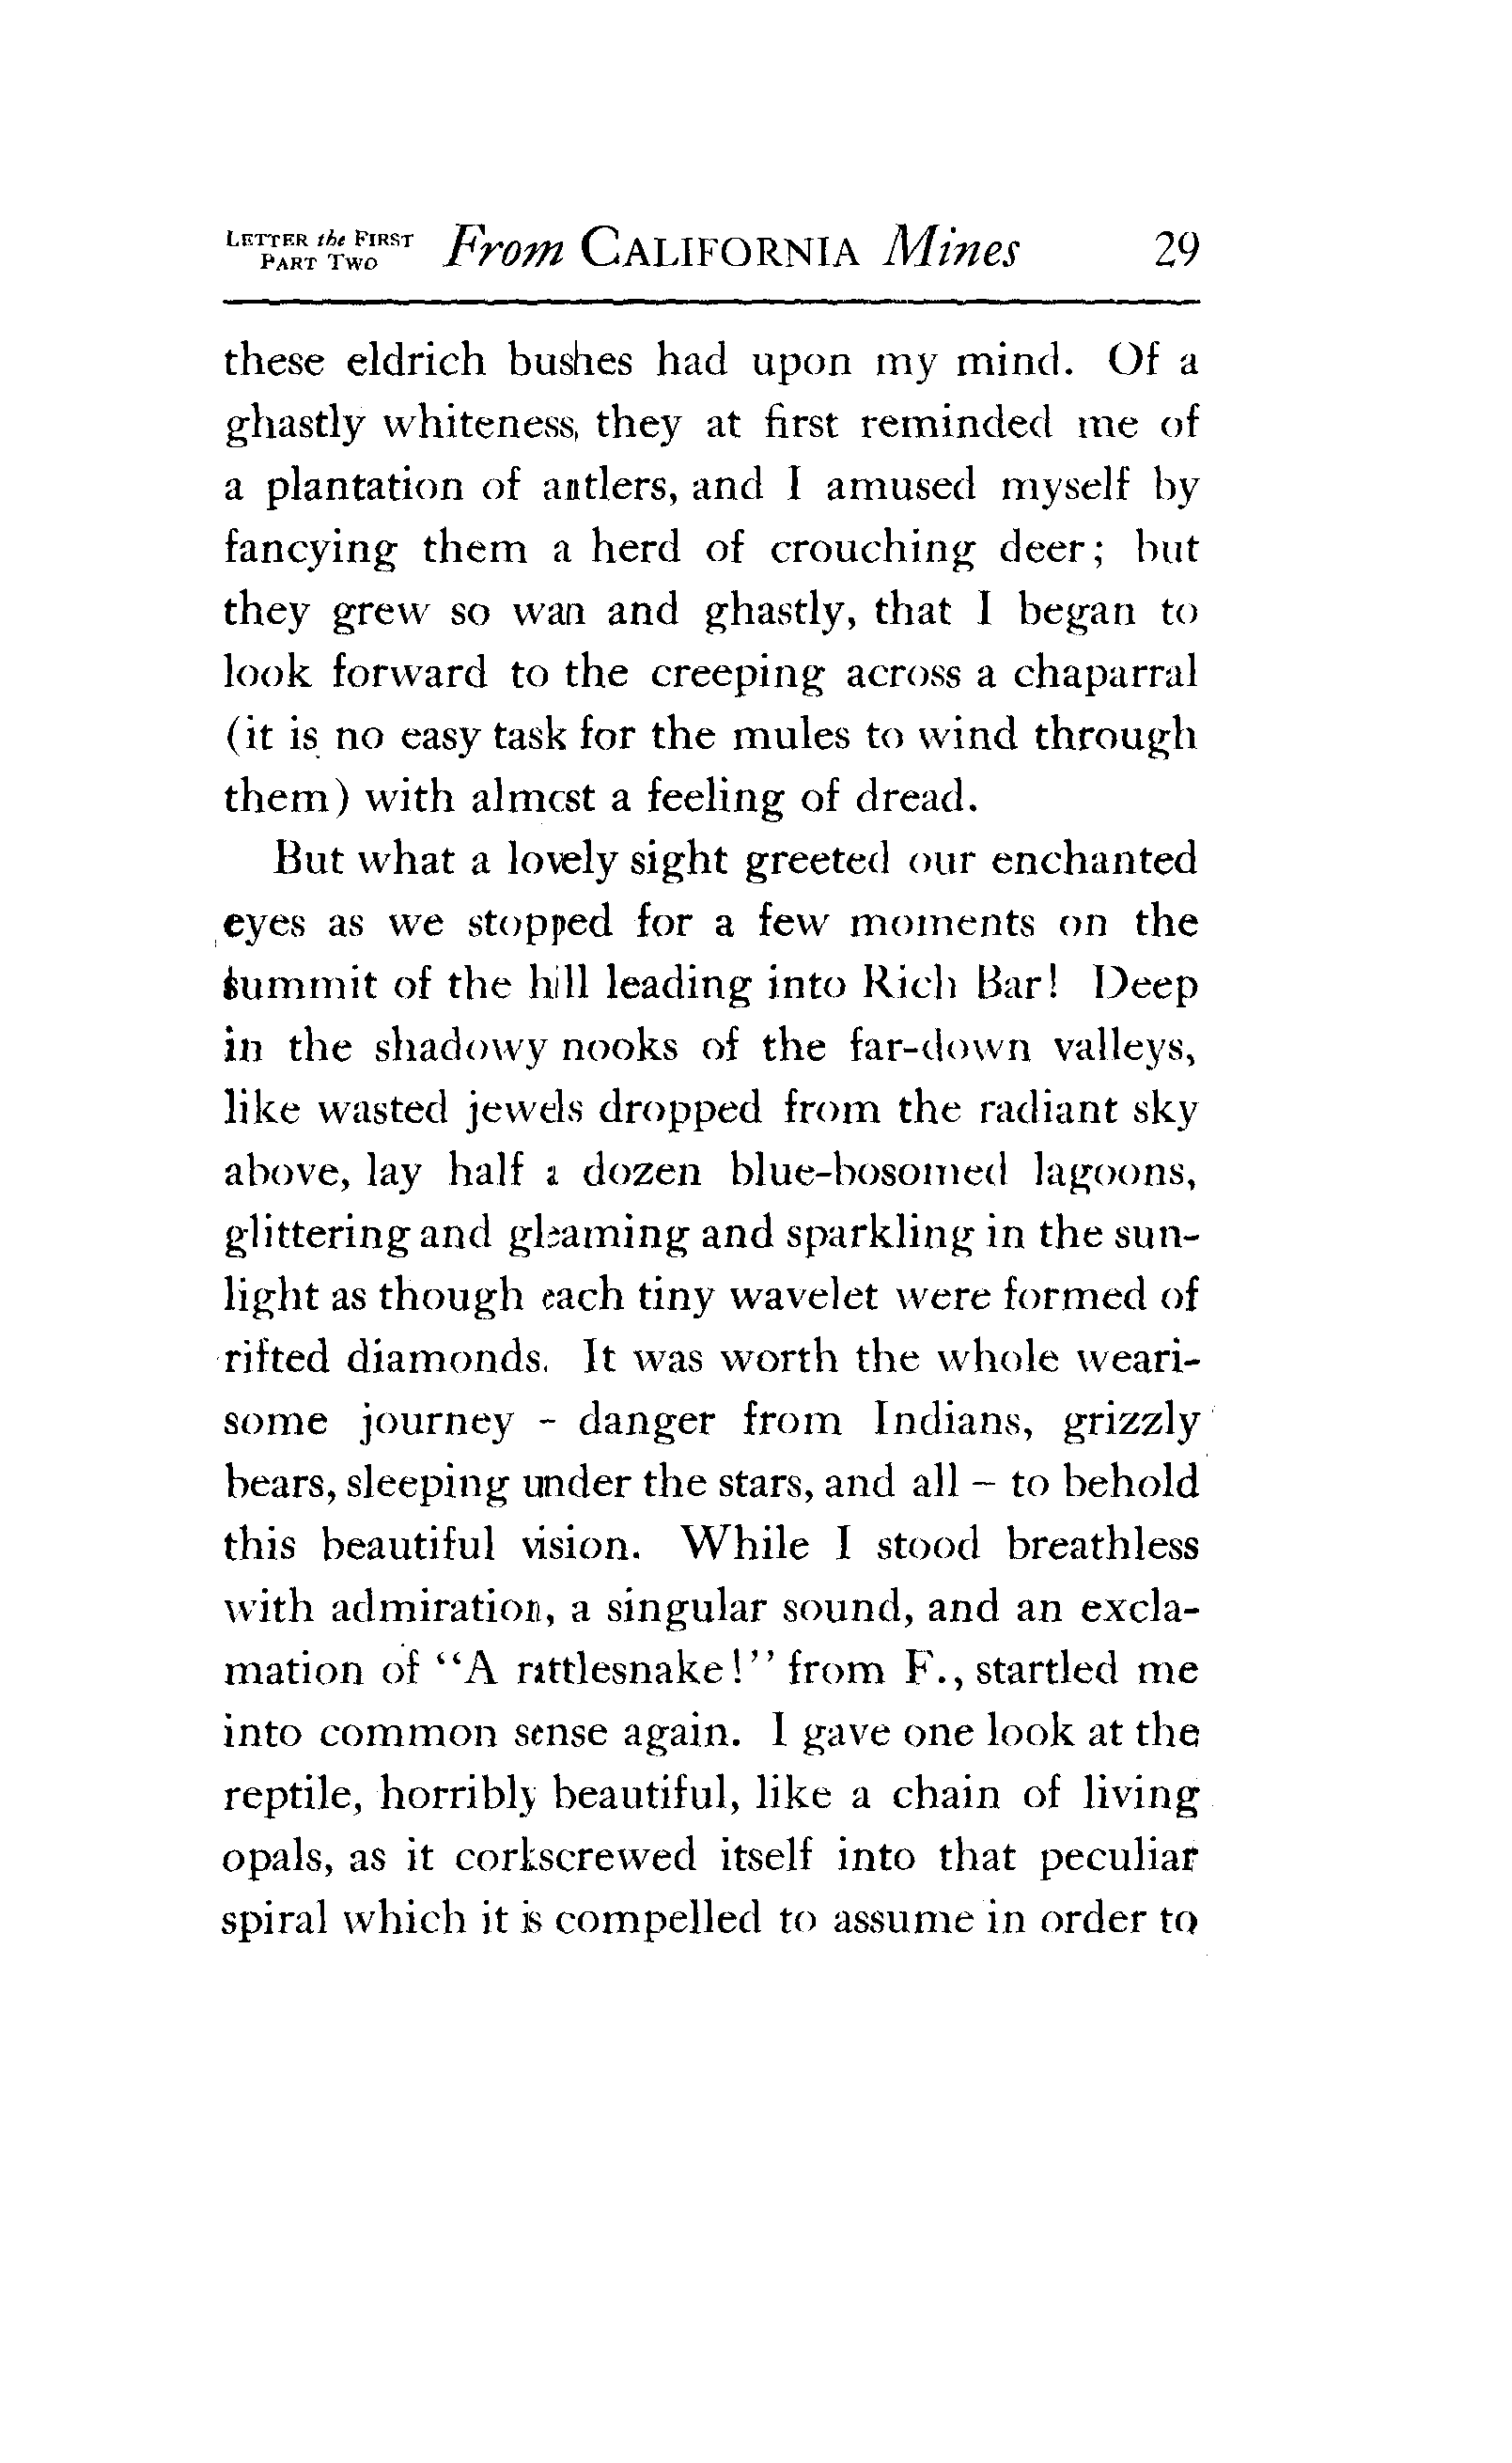 LETTER the FIRST PART TWO From CALIFORNIA Mines 29
these eldrich bushes had upon my mind. Of a
ghastly whiteness, they at first reminded me of
a plantation of antlers, and I amused myself by
fancying them a herd of crouching deer; but
they grew so wan and ghastly, that I began to
look forward to the creeping across a chaparral
(it is no easy task for the mules to wind through
them) with almost a feeling of dread.
But what a lovely sight greeted our enchanted
eyes as we stopped for a few moments on the
summit of the hill leading into Rich Bar! Deep
in the shadowy nooks of the far-down valleys,
like wasted jewels dropped from the radiant sky
above, lay half a dozen blue-bosomed lagoons,
glittering and gleaming and sparkling in the sun-
light as though each tiny wavelet were formed of
rifted diamonds. It was worth the whole weari-
some journey - danger from Indians, grizzly
bears, sleeping under the stars, and all – to behold
this beautiful vision. While I stood breathless
with admiration, a singular sound, and an excla-
mation of “A rattlesnake!” from F., startled me
into common sense again. I gave one look at the
reptile, horribly beautiful, like a chain of living
opals, as it corkscrewed itself into that peculiar
spiral which it is compelled to assume in order to